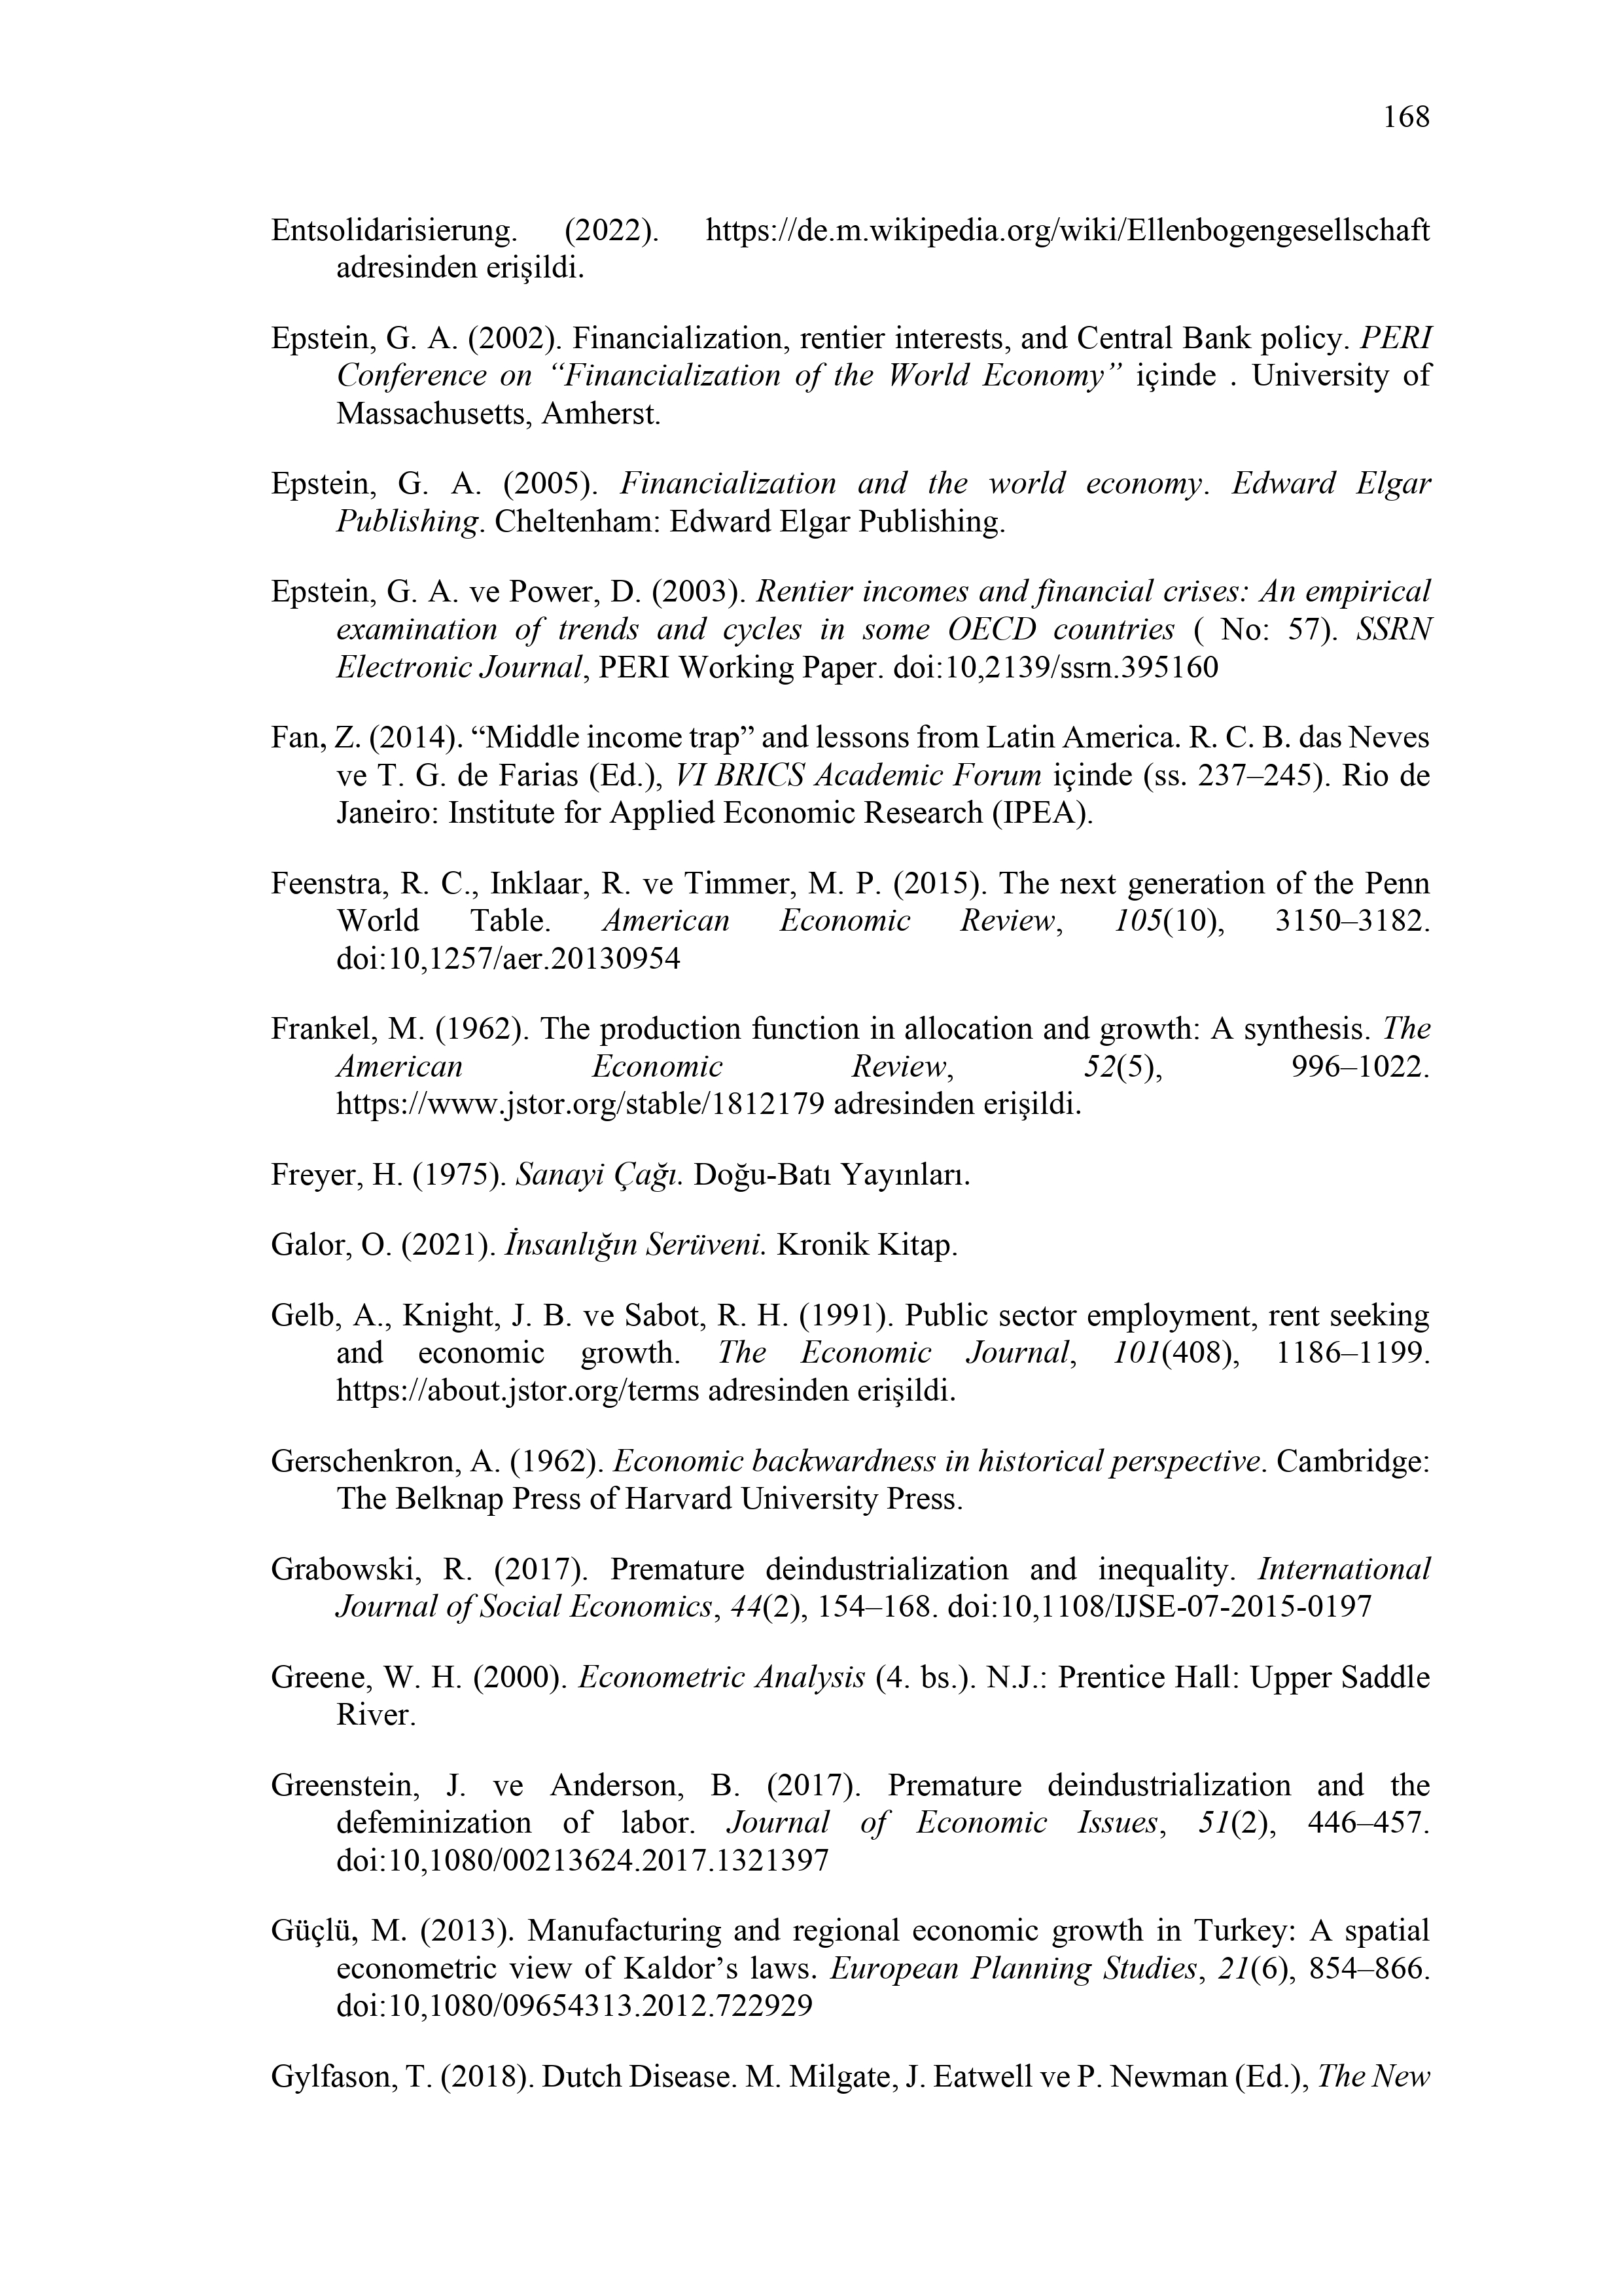 168
Entsolidarisierung. (2022). https://de.m.wikipedia.org/wiki/Ellenbogengesellschaft
adresinden erişildi.
Epstein, G. A. (2002). Financialization, rentier interests, and Central Bank policy. PERI
Conference on “Financialization of the World Economy” içinde . University of
Massachusetts, Amherst.
Epstein, G. A. (2005). Financialization and the world economy. Edward Elgar
Publishing. Cheltenham: Edward Elgar Publishing.
Epstein, G. A. ve Power, D. (2003). Rentier incomes and financial crises: An empirical
examination of trends and cycles in some OECD countries ( No: 57). SSRN
Electronic Journal, PERI Working Paper. doi:10,2139/ssrn.395160
Fan, Z. (2014). “Middle income trap” and lessons from Latin America. R. C. B. das Neves
ve T. G. de Farias (Ed.), VI BRICS Academic Forum içinde (ss. 237–245). Rio de
Janeiro: Institute for Applied Economic Research (IPEA).
Feenstra, R. C., Inklaar, R. ve Timmer, M. P. (2015). The next generation of the Penn
World Table. American Economic Review, 105(10), 3150–3182.
doi:10,1257/aer.20130954
Frankel, M. (1962). The production function in allocation and growth: A synthesis. The
American Economic Review, 52(5), 996–1022.
https://www.jstor.org/stable/1812179 adresinden erişildi.
Freyer, H. (1975). Sanayi Çağı. Doğu-Batı Yayınları.
Galor, O. (2021). İnsanlığın Serüveni. Kronik Kitap.
Gelb, A., Knight, J. B. ve Sabot, R. H. (1991). Public sector employment, rent seeking
and economic growth. The Economic Journal, 101(408), 1186–1199.
https://about.jstor.org/terms adresinden erişildi.
Gerschenkron, A. (1962). Economic backwardness in historical perspective. Cambridge:
The Belknap Press of Harvard University Press.
Grabowski, R. (2017). Premature deindustrialization and inequality. International
Journal of Social Economics, 44(2), 154–168. doi:10,1108/IJSE-07-2015-0197
Greene, W. H. (2000). Econometric Analysis (4. bs.). N.J.: Prentice Hall: Upper Saddle
River.
Greenstein, J. ve Anderson, B. (2017). Premature deindustrialization and the
defeminization of labor. Journal of Economic Issues, 51(2), 446–457.
doi:10,1080/00213624.2017.1321397
Güçlü, M. (2013). Manufacturing and regional economic growth in Turkey: A spatial
econometric view of Kaldor’s laws. European Planning Studies, 21(6), 854–866.
doi:10,1080/09654313.2012.722929
Gylfason, T. (2018). Dutch Disease. M. Milgate, J. Eatwell ve P. Newman (Ed.), The New